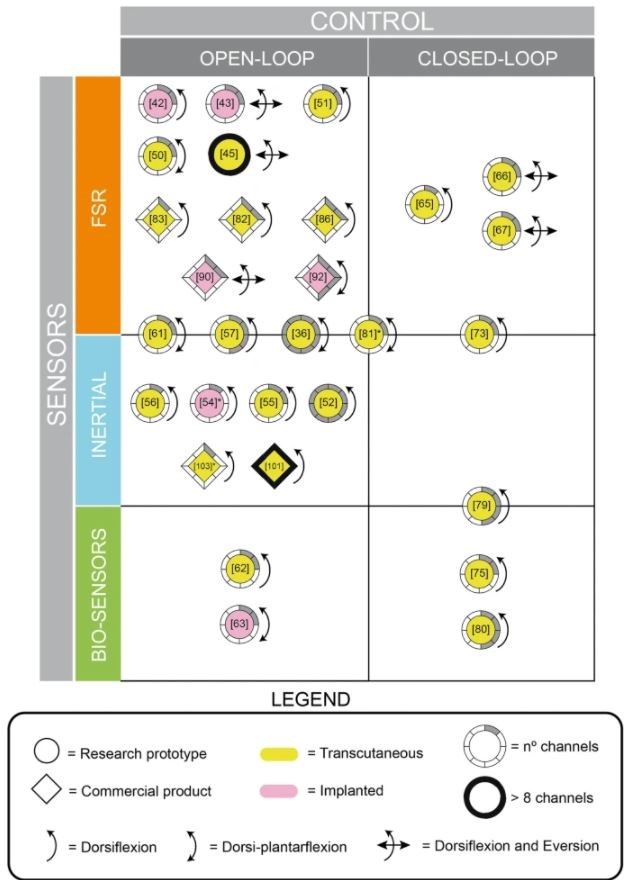 CONTROL
OPEN-LOOP CLOSED-LOOP
SENSORS
FSR
[42] [43] [51]
[50] [45]
[66]
[65]
[83] [82] [86]
[67]
[90] [92]
[61] [57] [36] [81]* [73]
INERTIAL
[56] [54]* [55] [52]
[103]* [101]
[79]
BIO-SENSORS
[62] [75]
[63] [80]
LEGEND
= Research prototype = Transcutaneous = nº channels
= Commercial product = Implanted > 8 channels
= Dorsiflexion = Dorsi-plantarflexion = Dorsiflexion and Eversion